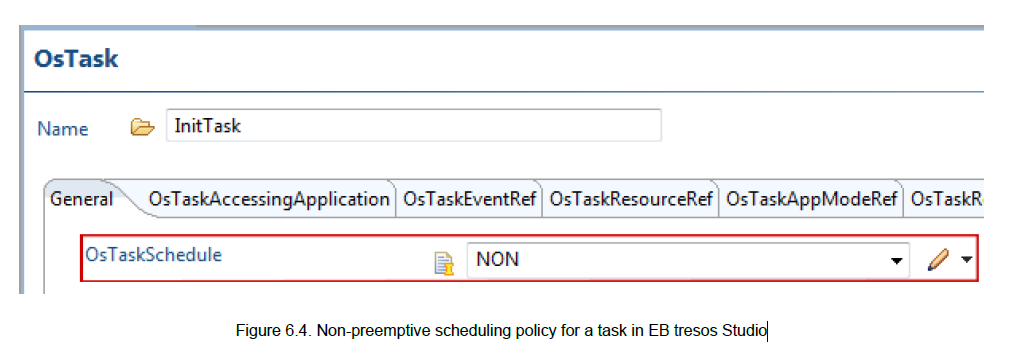 OsTask
Name InitTask
General OsTaskAccessingApplication OsTaskEventRef OsTaskResourceRef OsTaskAppModeRef OsTaskR
OsTaskSchedule NON
Figure 6.4. Non-preemptive scheduling policy for a task in EB tresos Studio